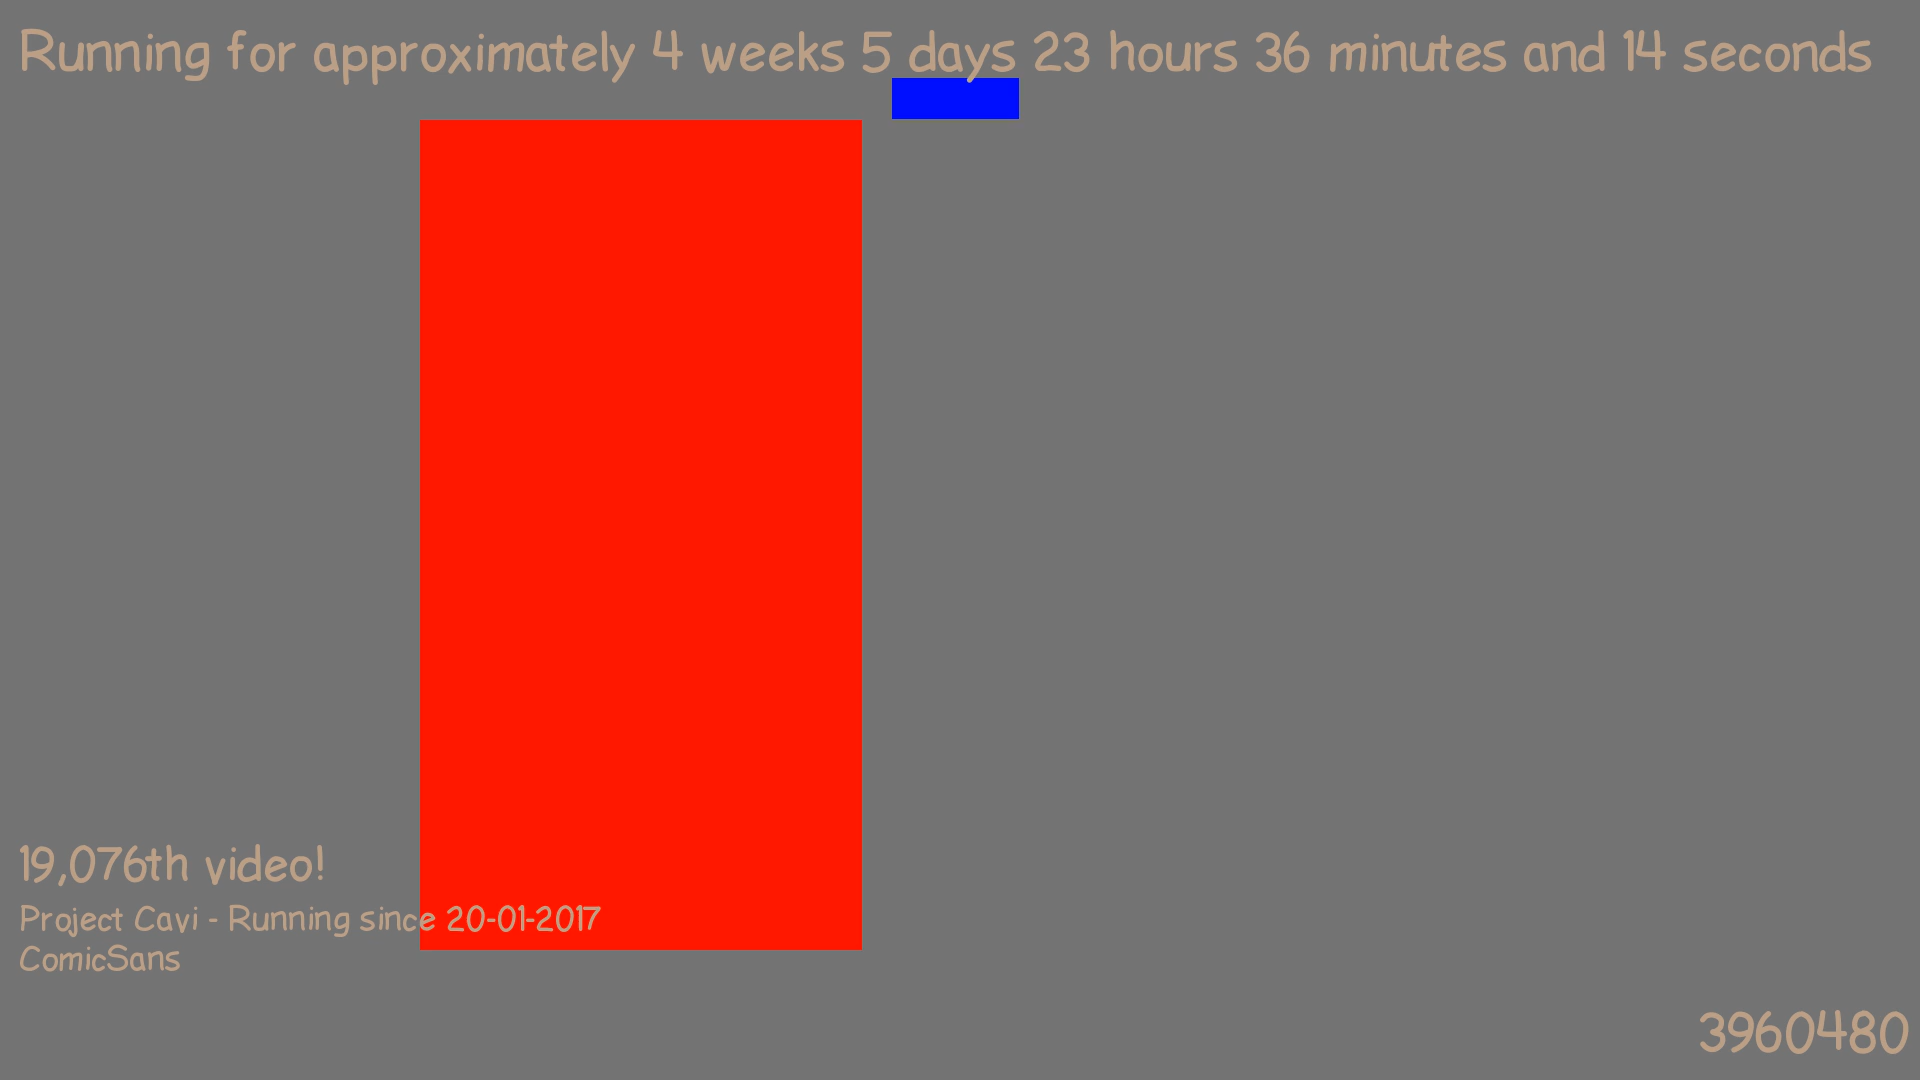 Running for approximately 4 weeks 5 days 23 hours 36 minutes and 14 seconds
19,076th video!
Project Cavi - Running since 20-01-2017
ComicSans
3960480